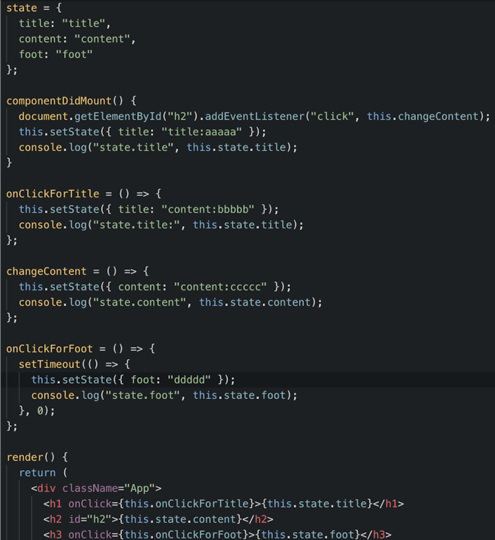 state = {
title: "title",
content: "content",
foot: "foot"
};
componentDidMount() {
document.getElementById("h2").addEventListener("click", this.changeContent);
this.setState({ title: "title:aaaaa" });
console.log("state.title", this.state.title);
}
onClickForTitle = () => {
this.setState({ title: "content:bbbbb" });
console.log("state.title:", this.state.title);
};
changeContent = () => {
this.setState({ content: "content:ccccc" });
console.log("state.content", this.state.content);
};
onClickForFoot = () => {
setTimeout(() => {
this.setState({ foot: "ddddd" });
console.log("state.foot", this.state.foot);
}, 0);
};
render() {
return (
<div className="App">
<h1 onClick={this.onClickForTitle}>{this.state.title}</h1>
<h2 id="h2">{this.state.content}</h2>
<h3 onClick={this.onClickForFoot}>{this.state.foot}</h3>